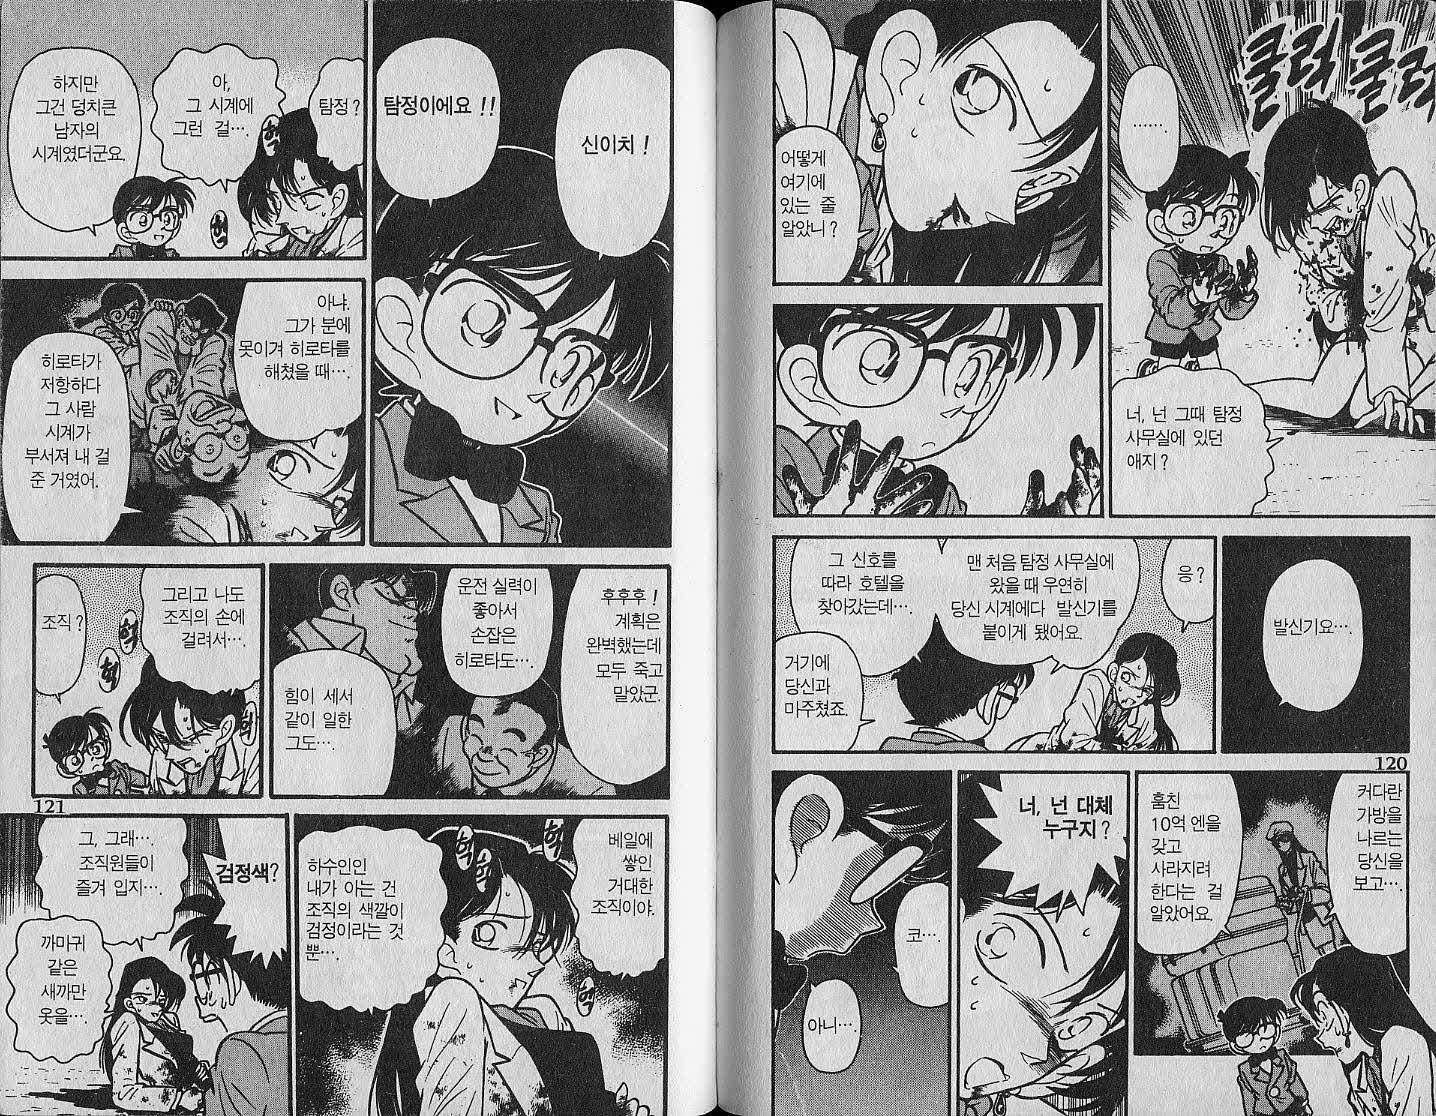 쿨럭
쿨럭
…….
너, 넌 그때 탐정
사무실에 있던
애지?
어떻게
여기에
있는 줄
알았니?
발신기요….
응?
맨 처음 탐정 사무실에
왔을 때 우연히
당신 시계에다 발신기를
붙이게 됐어요.
그 신호를
따라 호텔을
찾아갔는데….
거기에
당신과
마주쳤죠.
120
커다란
가방을
나르는
당신을
보고….
훔친
10억 엔을
갖고
사라지려
한다는 걸
알았어요.
너, 넌 대체
누구지?
코….
아니….
신이치!
탐정이에요!!
탐정?
헉
아,
그 시계에
그런 걸….
헉
하지만
그건 덩치큰
남자의
시계였더군요.
아냐.
그가 분에
못이겨 히로타를
해쳤을 때….
히로타가
저항하다
그 사람
시계가
부서져 내 걸
준 거였어.
후후후!
계획은
완벽했는데
모두 죽고
말았군.
운전 실력이
좋아서
손잡은
히로타도….
힘이 세서
같이 일한
그도….
그리고 나도
조직의 손에
걸려서….
헉
헉
헉
조직?
121
베일에
쌓인
거대한
조직이야.
헉
헉
헉
하수인인
내가 아는 건
조직의 색깔이
검정이라는 것
뿐….
검정색?
그, 그래….
조직원들이
즐겨 입지….
까마귀
같은
새까만
옷을….